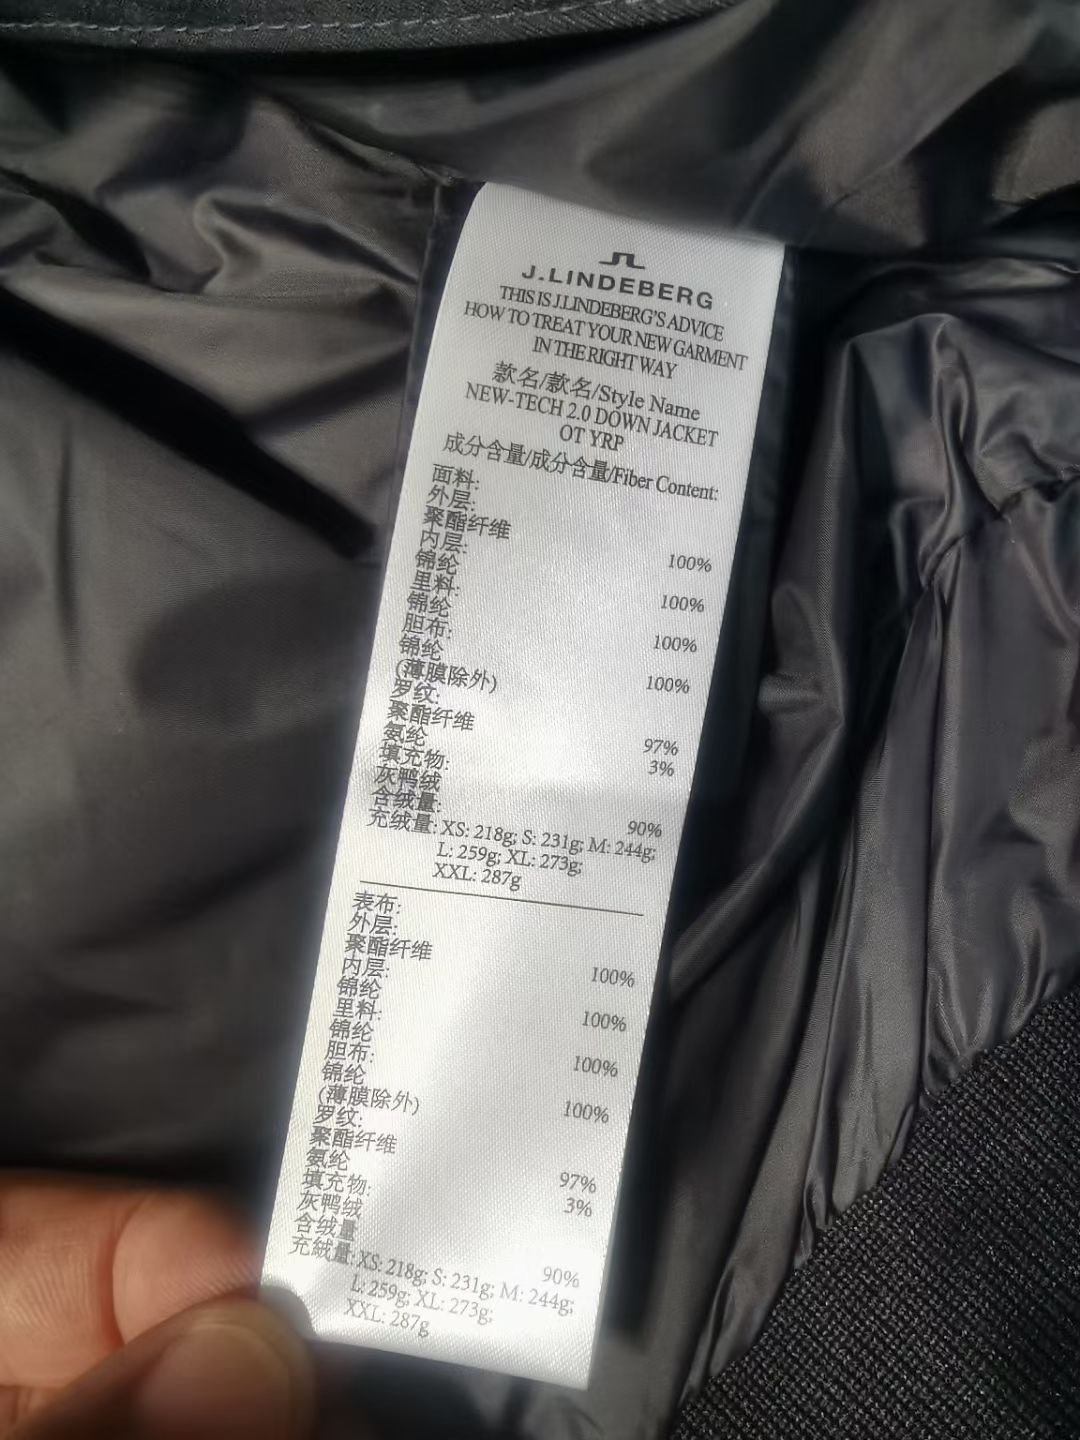 J.LINDEBERG
THIS IS J.LINDEBERG'S ADVICE
HOW TO TREAT YOUR NEW GARMENT
IN THE RIGHT WAY
款名/款名/Style Name
NEW-TECH 2.0 DOWN JACKET
OT YRP
成分含量/成分含量/Fiber Content:
面料:
外层:
聚酯纤维 100%
内层:
锦纶 100%
里料:
锦纶 100%
胆布:
锦纶 100%
(薄膜除外)
罗纹:
聚酯纤维 97%
氨纶 3%
填充物:
灰鸭绒
含绒量: 90%
充绒量: XS: 218g; S: 231g; M: 244g;
L: 259g; XL: 273g;
XXL: 287g
表布:
外层:
聚酯纤维 100%
内层:
锦纶 100%
里料:
锦纶 100%
胆布:
锦纶 100%
(薄膜除外)
罗纹:
聚酯纤维 97%
氨纶 3%
填充物:
灰鸭绒
含绒量 90%
充絨量: XS: 218g; S: 231g; M: 244g;
L: 259g; XL: 273g;
XXL: 287g